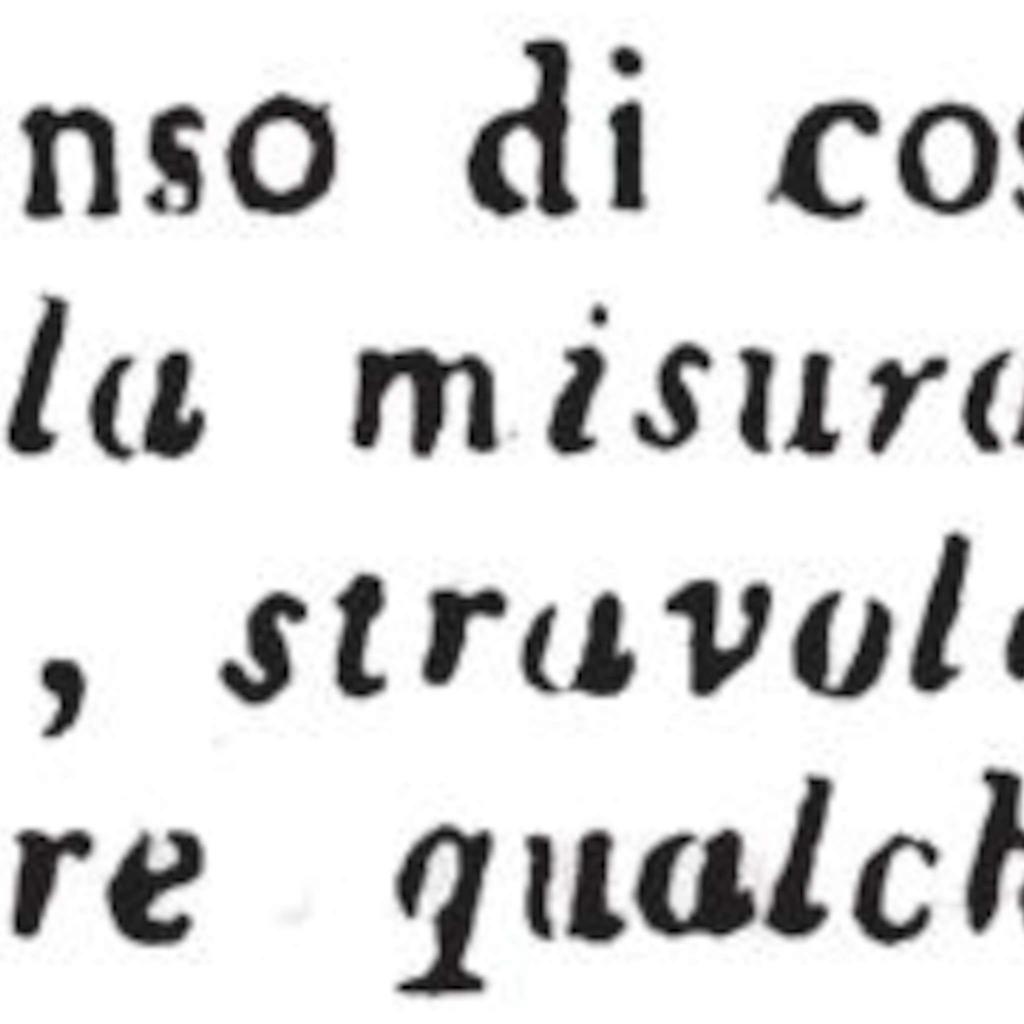 nso di cos
la misura
, stravol
re qualch